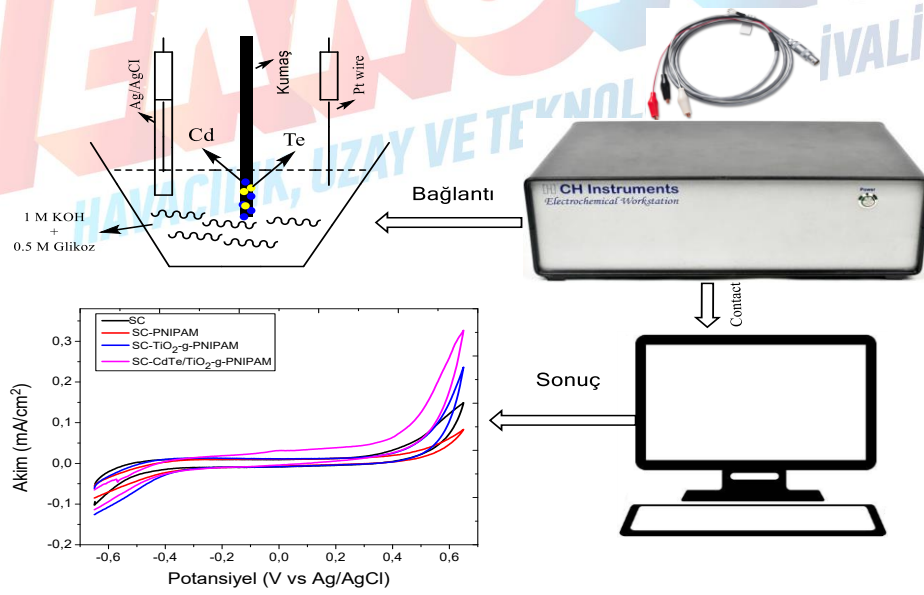 TEKNOF
İVALİ
HAVACILIK, UZAY VE TEKNOL
Ag/AgCl
Kumaş
Pt wire
Cd
Te
1 M KOH
+
0.5 M Glikoz
Bağlantı
CH Instruments
Electrochemical Workstation
Power
Contact
Sonuç
SC
SC-PNIPAM
SC-TiO2-g-PNIPAM
SC-CdTe/TiO2-g-PNIPAM
Akim (mA/cm2)
0,3
0,2
0,1
0,0
-0,1
-0,2
-0,6 -0,4 -0,2 0,0 0,2 0,4 0,6
Potansiyel (V vs Ag/AgCl)